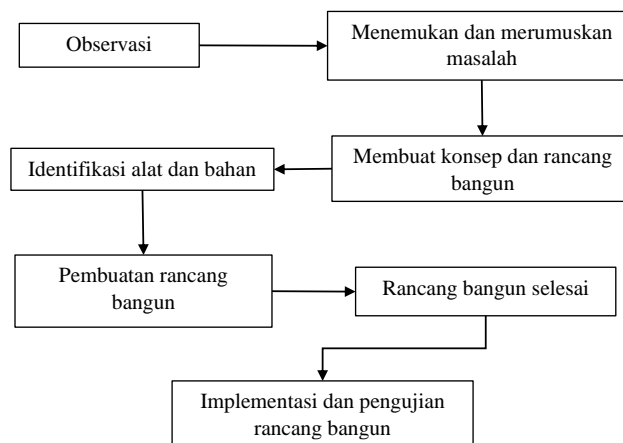 Observasi
Menemukan dan merumuskan
masalah
Membuat konsep dan rancang
bangun
Identifikasi alat dan bahan
Pembuatan rancang
bangun
Rancang bangun selesai
Implementasi dan pengujian
rancang bangun